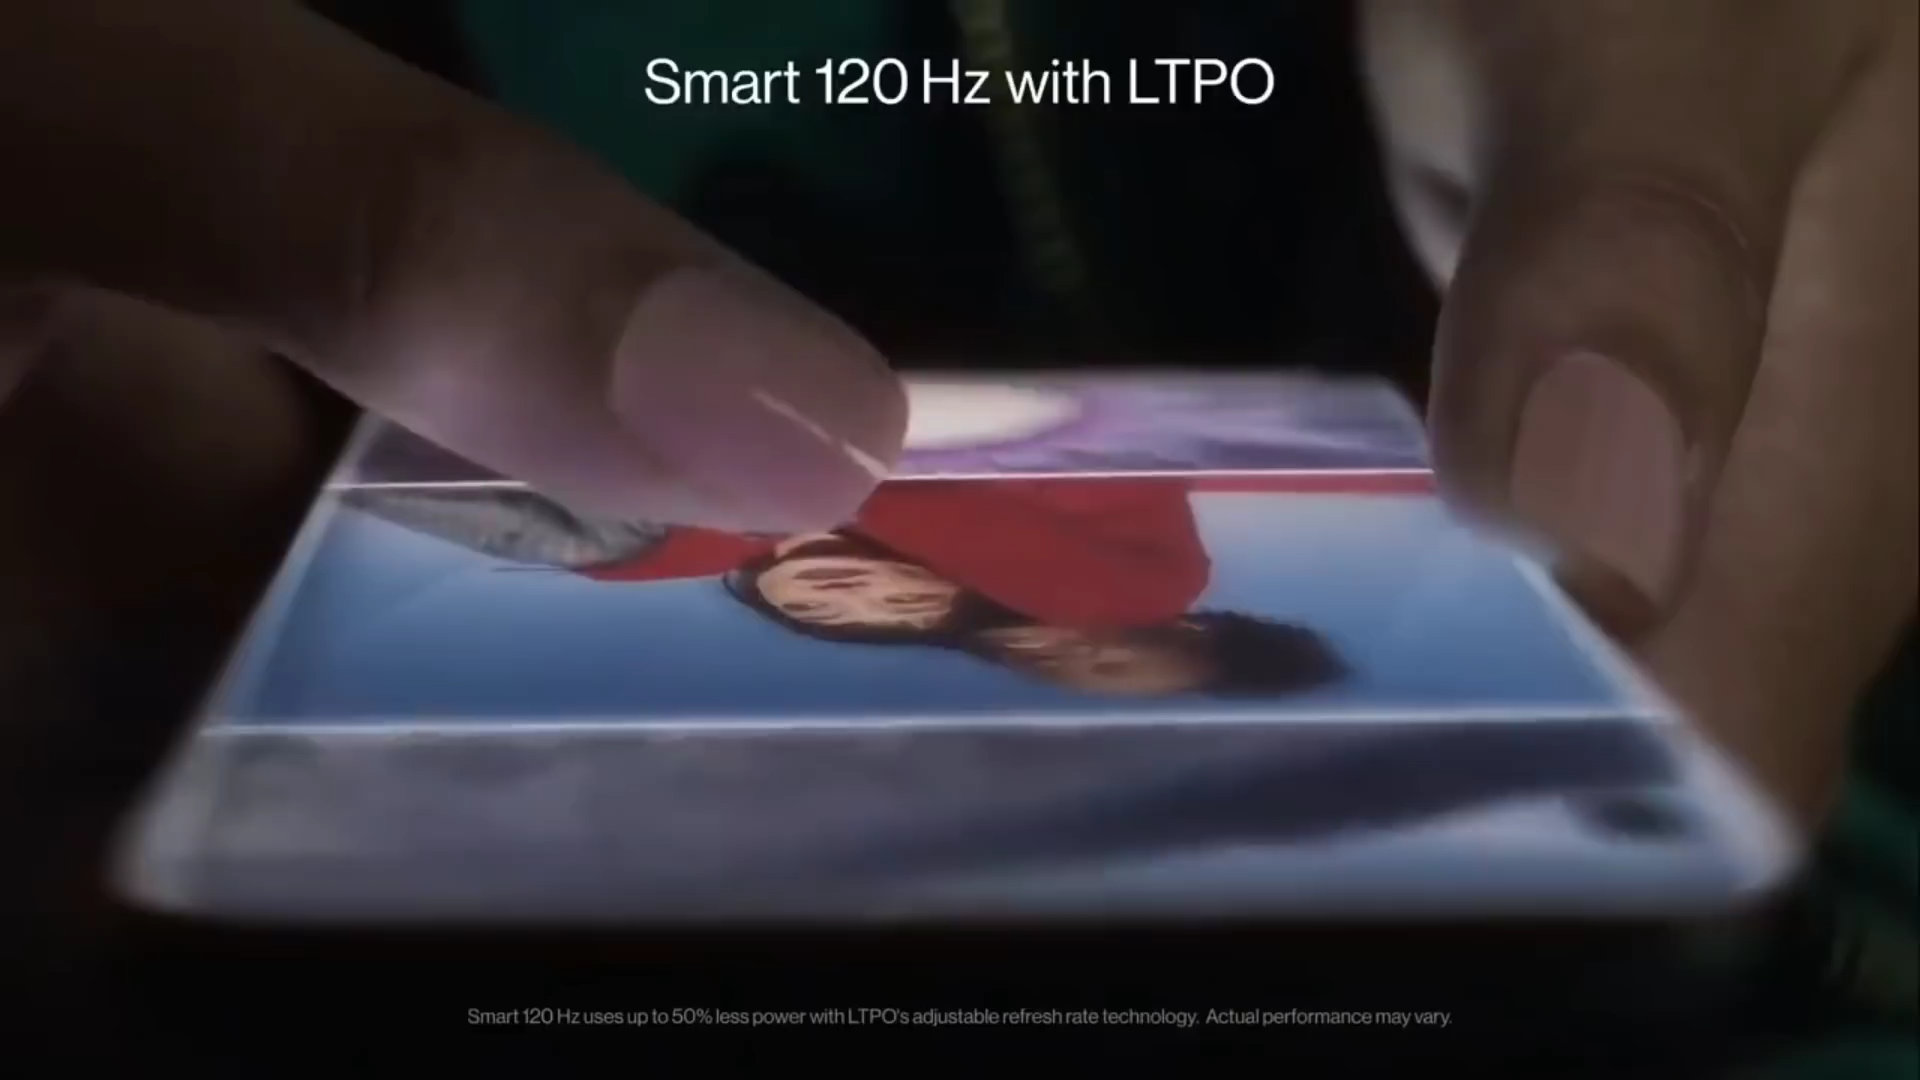 Smart 120 Hz with LTPO
Smart 120 Hz uses up to 50% less power with LTPO's adjustable refresh rate technology. Actual performance may vary.